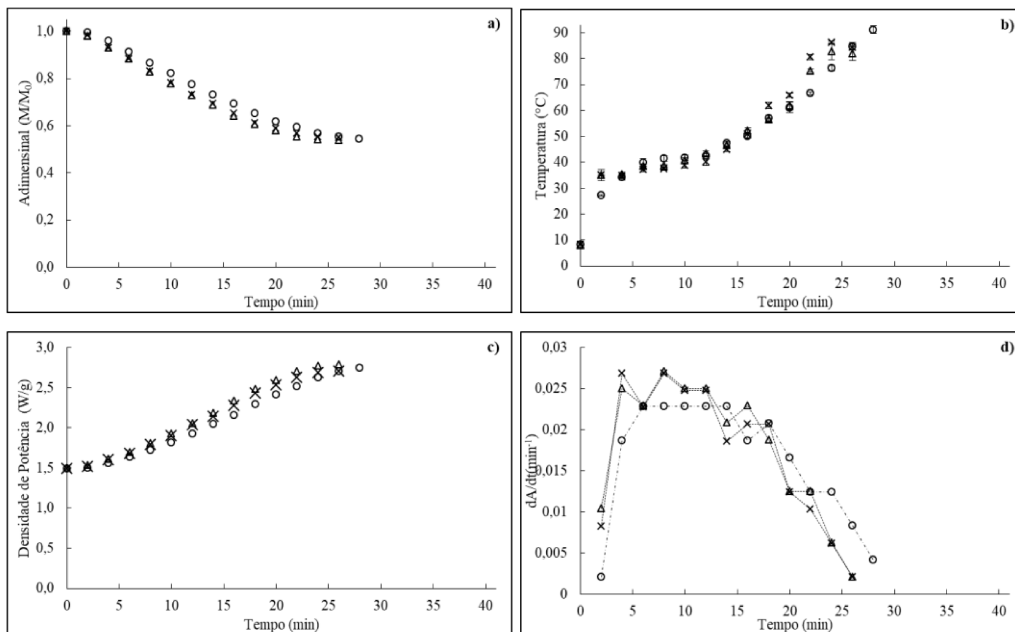 a)
Adimensinal (M/M₀)
1,0
0,8
0,6
0,4
0,2
0,0
0 5 10 15 20 25 30 35 40
Tempo (min)
b)
Temperatura (°C)
90
80
70
60
50
40
30
20
10
0
0 5 10 15 20 25 30 35 40
Tempo (min)
c)
Densidade de Potência (W/g)
3,0
2,5
2,0
1,5
1,0
0,5
0,0
0 5 10 15 20 25 30 35 40
Tempo (min)
d)
dA/dt(min⁻¹)
0,03
0,025
0,02
0,015
0,01
0,005
0
0 10 20 30 40
Tempo (min)